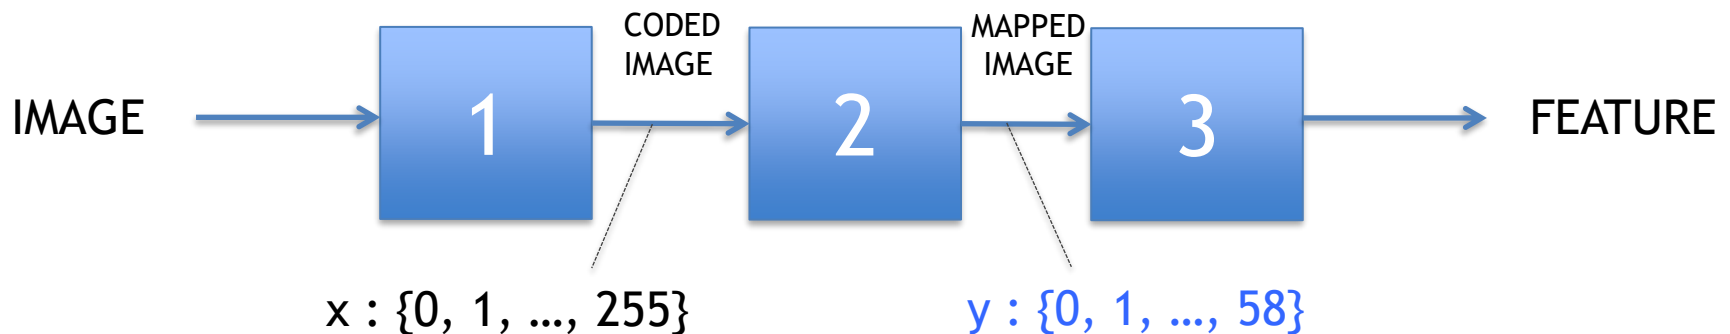 IMAGE
1
CODED
IMAGE
2
MAPPED
IMAGE
3
FEATURE
x : {0, 1, …, 255}
y : {0, 1, …, 58}